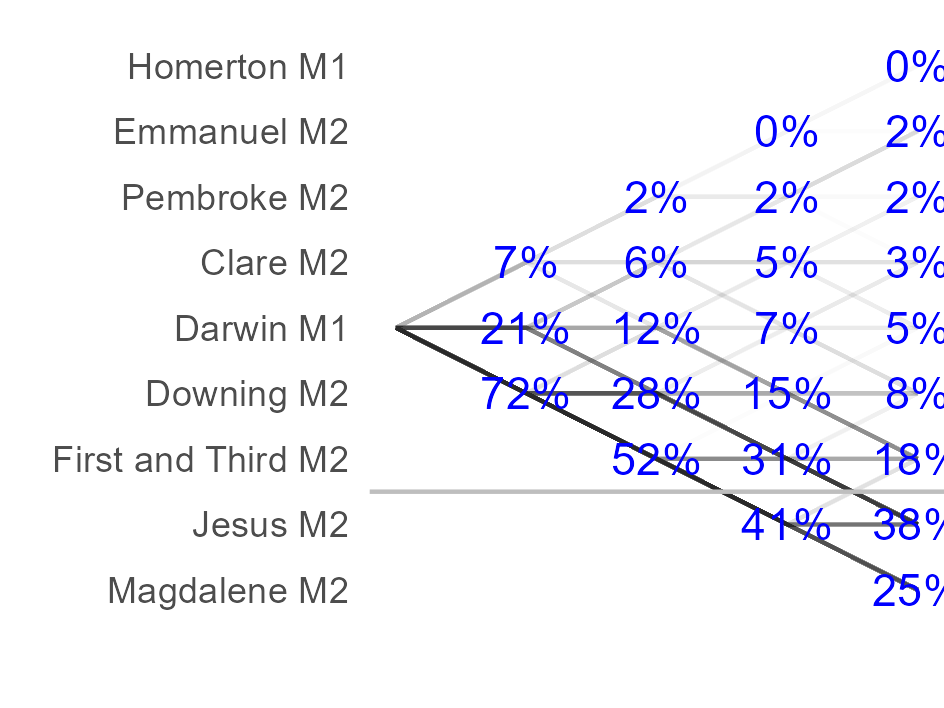 Homerton M1 0%
Emmanuel M2 0% 2%
Pembroke M2 2% 2% 2%
Clare M2 7% 6% 5% 3%
Darwin M1 21% 12% 7% 5%
Downing M2 72% 28% 15% 8%
First and Third M2 52% 31% 18%
Jesus M2 41% 38%
Magdalene M2 25%